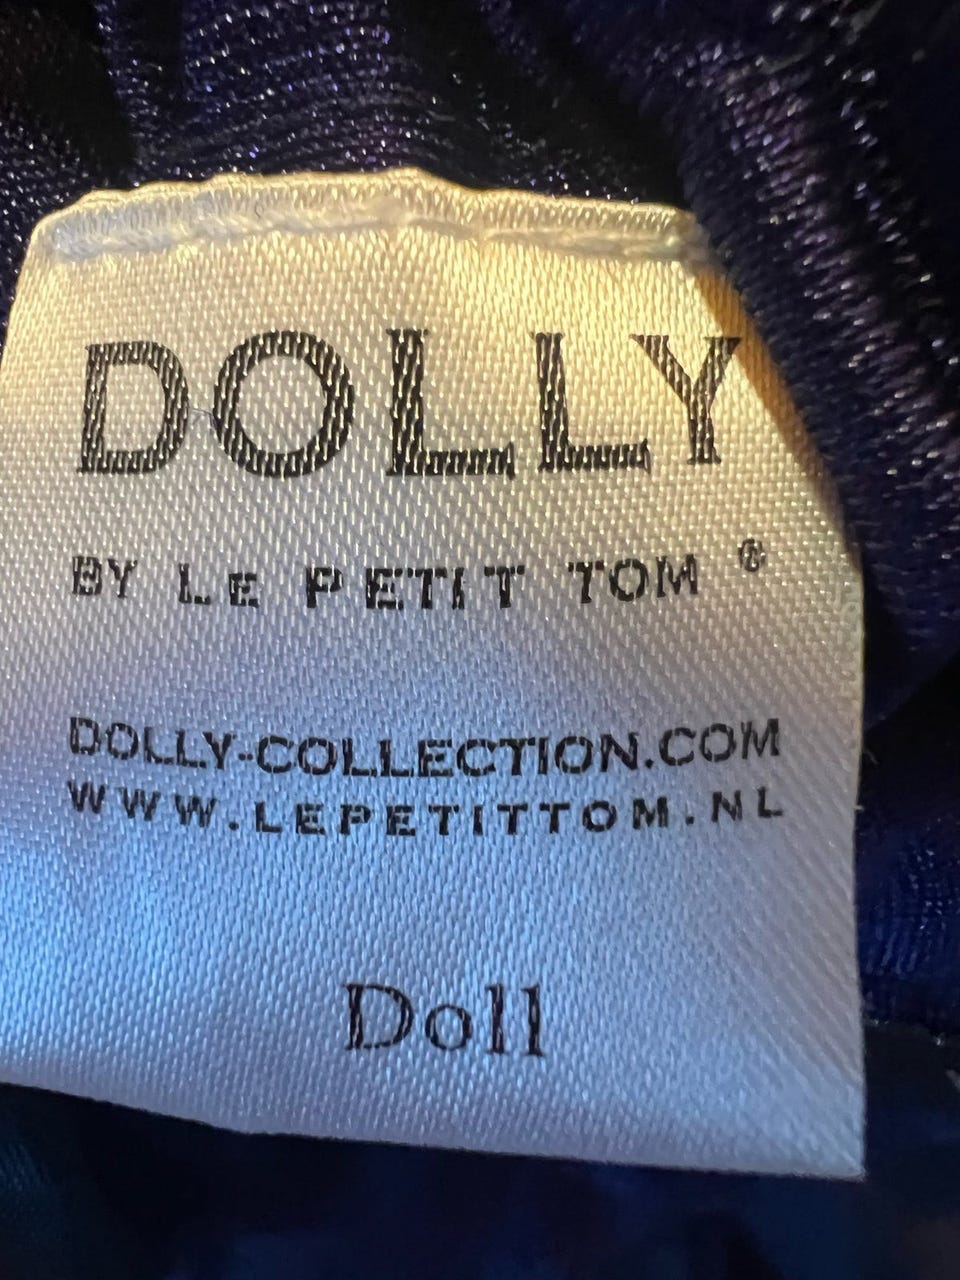 DOLLY
BY LE PETIT TOM ®
DOLLY-COLLECTION.COM
WWW.LEPETITTOM.NL
Doll